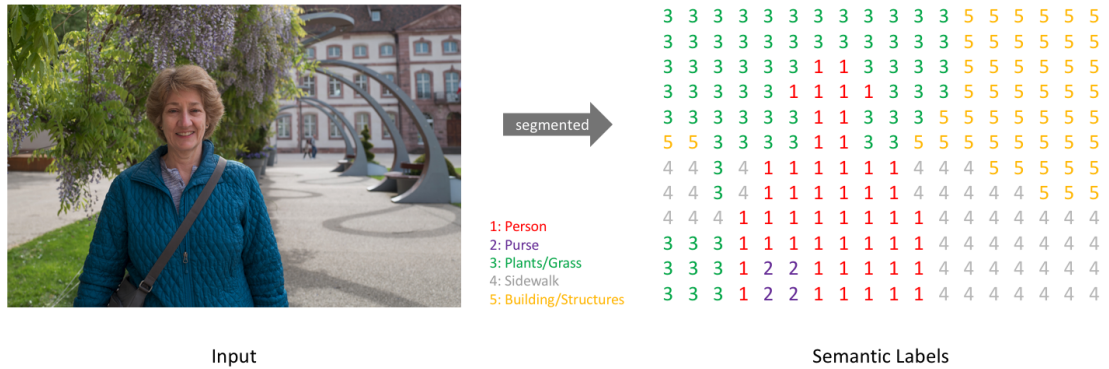 3 3 3 3 3 3 3 3 3 3 3 3 5 5 5 5 5 5
3 3 3 3 3 3 3 3 3 3 3 3 5 5 5 5 5 5
3 3 3 3 3 3 1 1 3 3 3 3 5 5 5 5 5 5
3 3 3 3 3 1 1 1 1 3 3 3 5 5 5 5 5 5
3 3 3 3 3 3 1 1 3 3 3 5 5 5 5 5 5 5
5 5 3 3 3 3 1 1 3 3 5 5 5 5 5 5 5 5
4 4 3 4 1 1 1 1 1 1 4 4 4 5 5 5 5 5
4 4 3 4 1 1 1 1 1 1 4 4 4 4 4 5 5 5
4 4 4 1 1 1 1 1 1 1 1 4 4 4 4 4 4 4
3 3 3 1 1 1 1 1 1 1 1 4 4 4 4 4 4 4
3 3 3 1 2 2 1 1 1 1 1 4 4 4 4 4 4 4
3 3 3 1 2 2 1 1 1 1 1 4 4 4 4 4 4 4
segmented
1: Person
2: Purse
3: Plants/Grass
4: Sidewalk
5: Building/Structures
Input
Semantic Labels